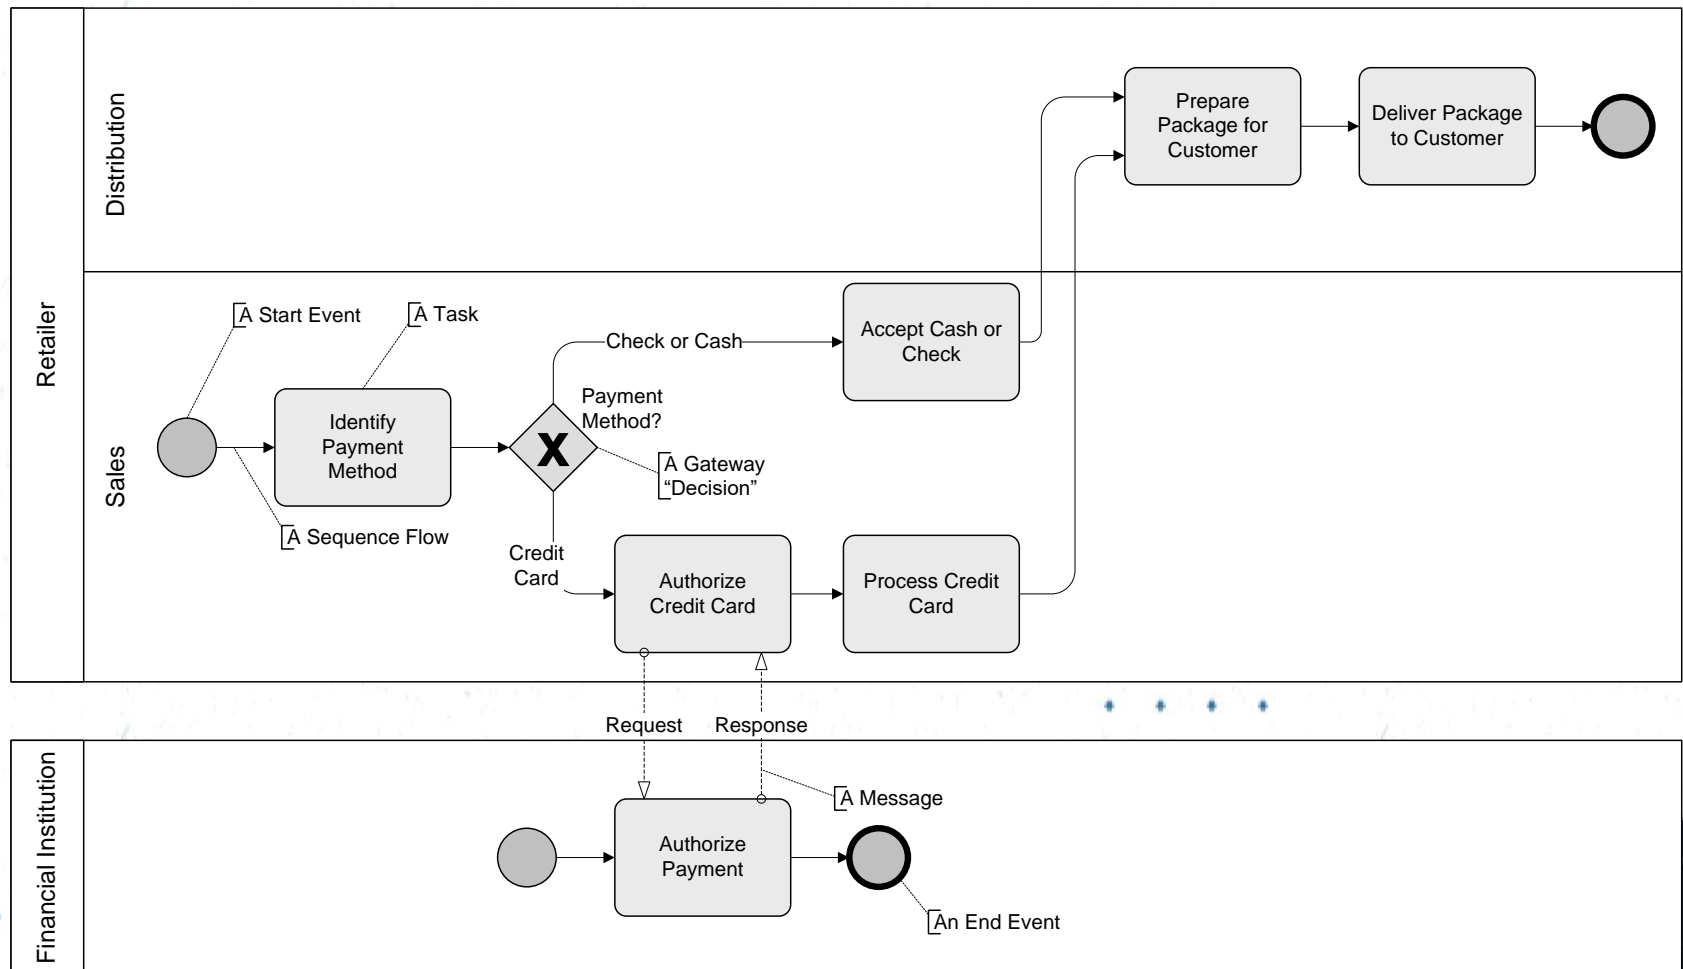 Retailer
Distribution
Prepare
Package for
Customer
Deliver Package
to Customer
Sales
A Start Event
A Task
Identify
Payment
Method
A Sequence Flow
Check or Cash
Payment
Method?
X
A Gateway
“Decision”
Credit
Card
Accept Cash or
Check
Authorize
Credit Card
Process Credit
Card
Request
Response
Financial Institution
A Message
Authorize
Payment
An End Event